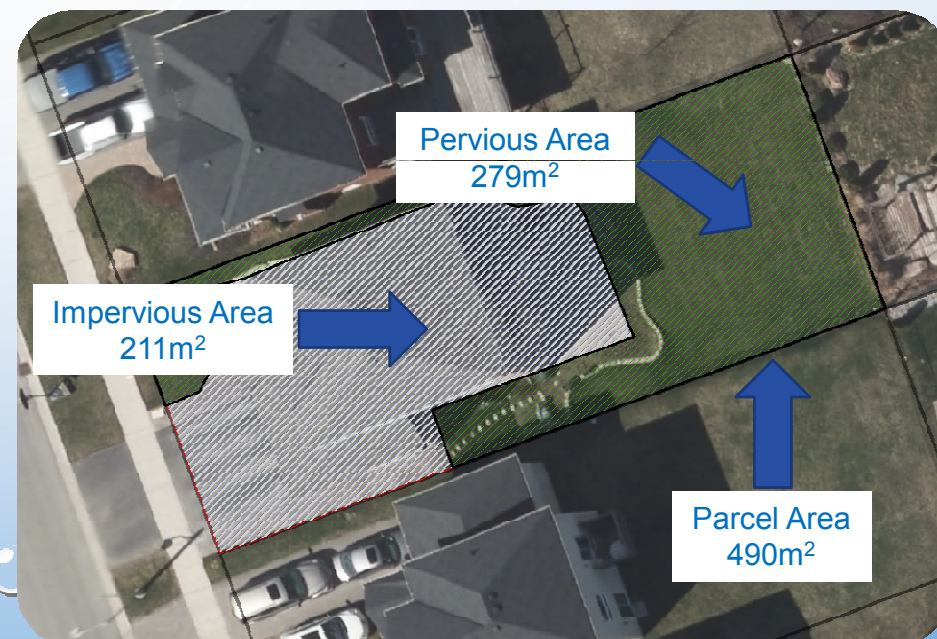 Pervious Area
279m²
Impervious Area
211m²
Parcel Area
490m²